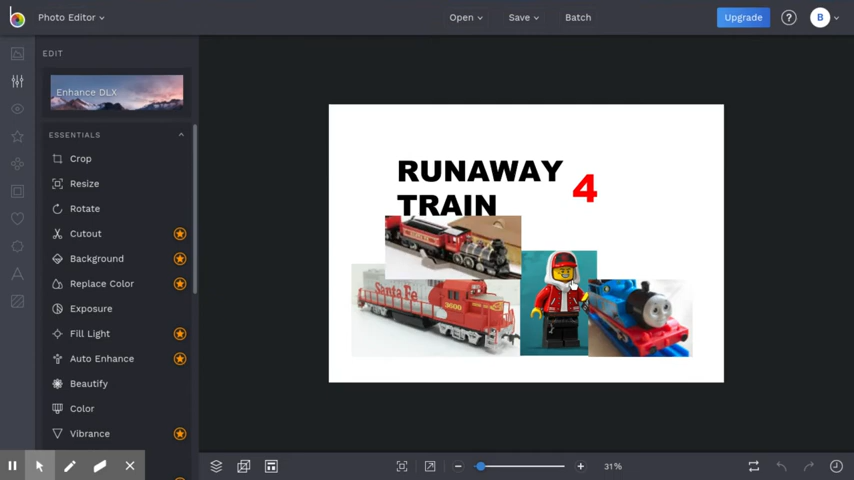 Photo Editor
Open
Save
Batch
Upgrade
?
B
EDIT
Enhance DLX
ESSENTIALS
Crop
Resize
Rotate
Cutout
Background
Replace Color
Exposure
Fill Light
Auto Enhance
Beautify
Color
Vibrance
RUNAWAY
TRAIN
4
Santa Fe
3600
31%